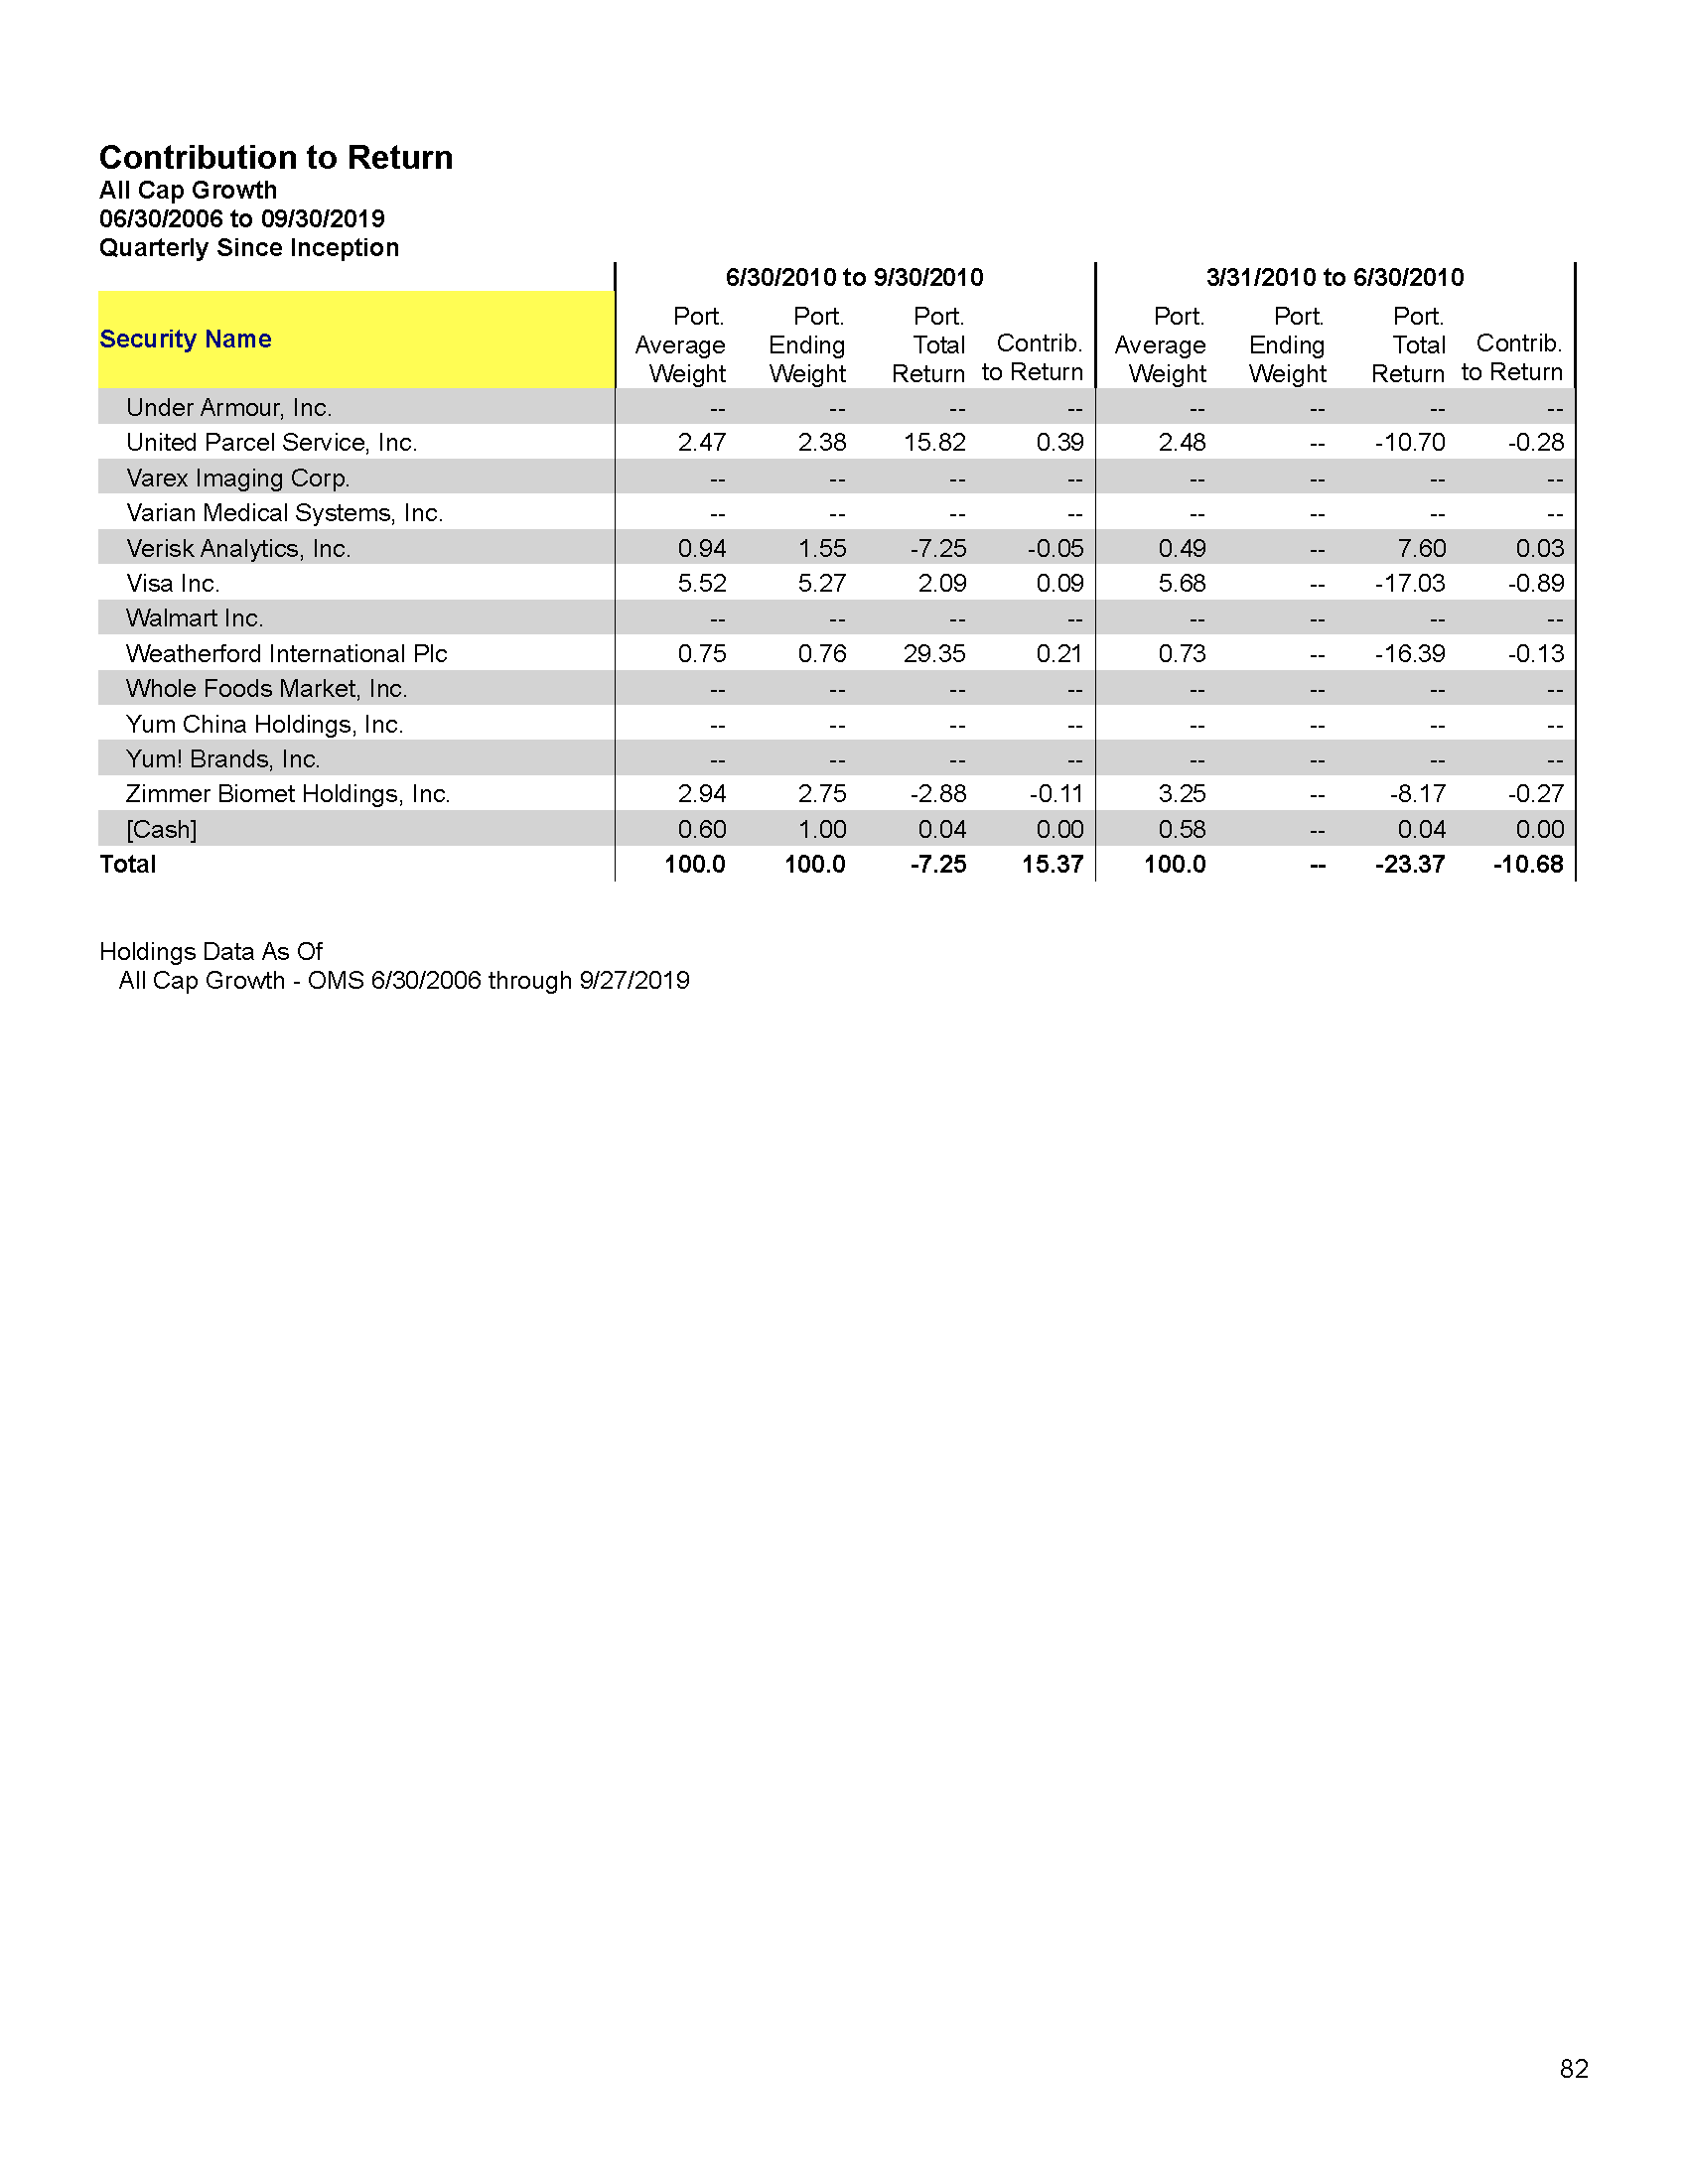 Contribution to Return
All Cap Growth
06/30/2006 to 09/30/2019
Quarterly Since Inception
6/30/2010 to 9/30/2010 3/31/2010 to 6/30/2010
Security Name Port. Average Weight Port. Ending Weight Port. Total Return Contrib. to Return Port. Average Weight Port. Ending Weight Port. Total Return Contrib. to Return
Under Armour, Inc. -- -- -- -- -- -- -- --
United Parcel Service, Inc. 2.47 2.38 15.82 0.39 2.48 -- -10.70 -0.28
Varex Imaging Corp. -- -- -- -- -- -- -- --
Varian Medical Systems, Inc. -- -- -- -- -- -- -- --
Verisk Analytics, Inc. 0.94 1.55 -7.25 -0.05 0.49 -- 7.60 0.03
Visa Inc. 5.52 5.27 2.09 0.09 5.68 -- -17.03 -0.89
Walmart Inc. -- -- -- -- -- -- -- --
Weatherford International Plc 0.75 0.76 29.35 0.21 0.73 -- -16.39 -0.13
Whole Foods Market, Inc. -- -- -- -- -- -- -- --
Yum China Holdings, Inc. -- -- -- -- -- -- -- --
Yum! Brands, Inc. -- -- -- -- -- -- -- --
Zimmer Biomet Holdings, Inc. 2.94 2.75 -2.88 -0.11 3.25 -- -8.17 -0.27
[Cash] 0.60 1.00 0.04 0.00 0.58 -- 0.04 0.00
Total 100.0 100.0 -7.25 15.37 100.0 -- -23.37 -10.68
Holdings Data As Of
All Cap Growth - OMS 6/30/2006 through 9/27/2019
82